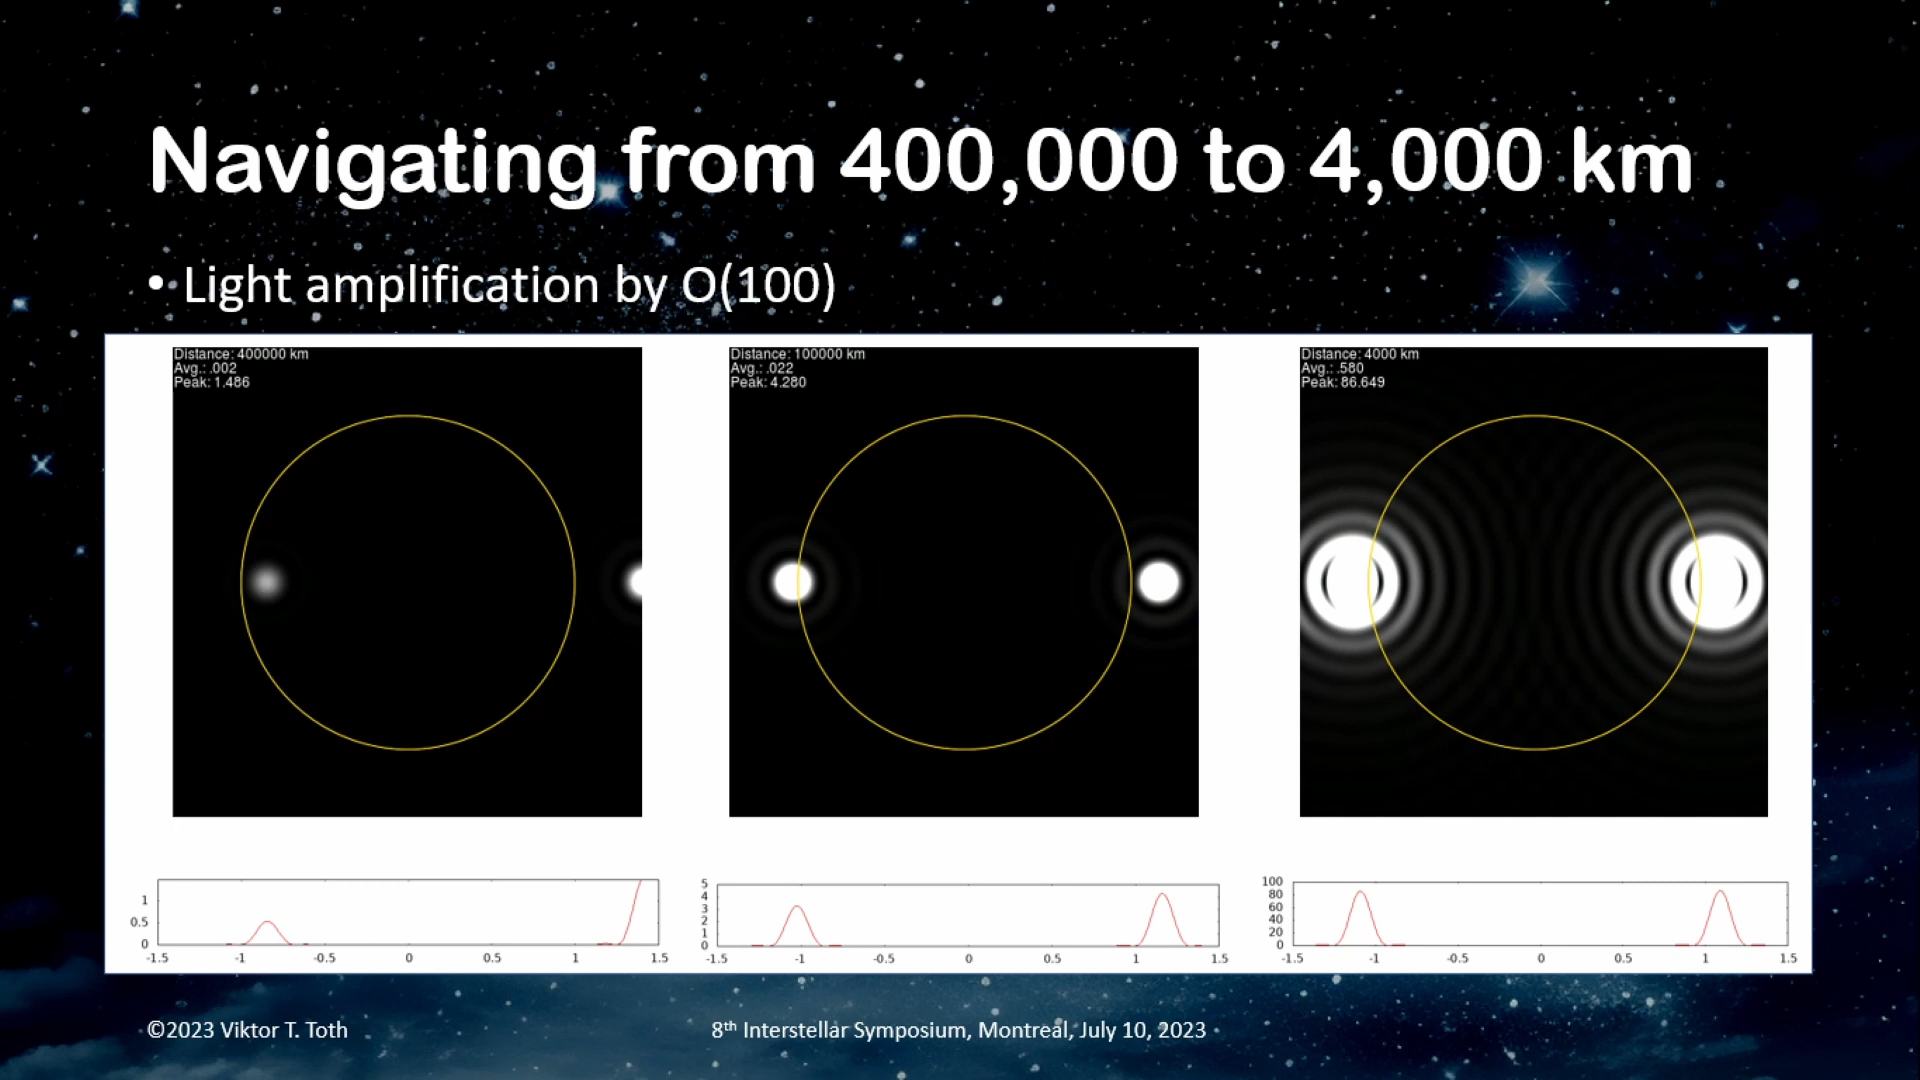 Navigating from 400,000 to 4,000 km
• Light amplification by O(100)
Distance: 400000 km
Avg.: .002
Peak: 1.486
Distance: 100000 km
Avg.: .022
Peak: 4.280
Distance: 4000 km
Avg.: .580
Peak: 86.649
1
0.5
0
-1.5 -1 -0.5 0 0.5 1 1.5
5
4
3
2
1
0
-1.5 -1 -0.5 0 0.5 1 1.5
100
80
60
40
20
0
-1.5 -1 -0.5 0 0.5 1 1.5
©2023 Viktor T. Toth
8th Interstellar Symposium, Montreal, July 10, 2023